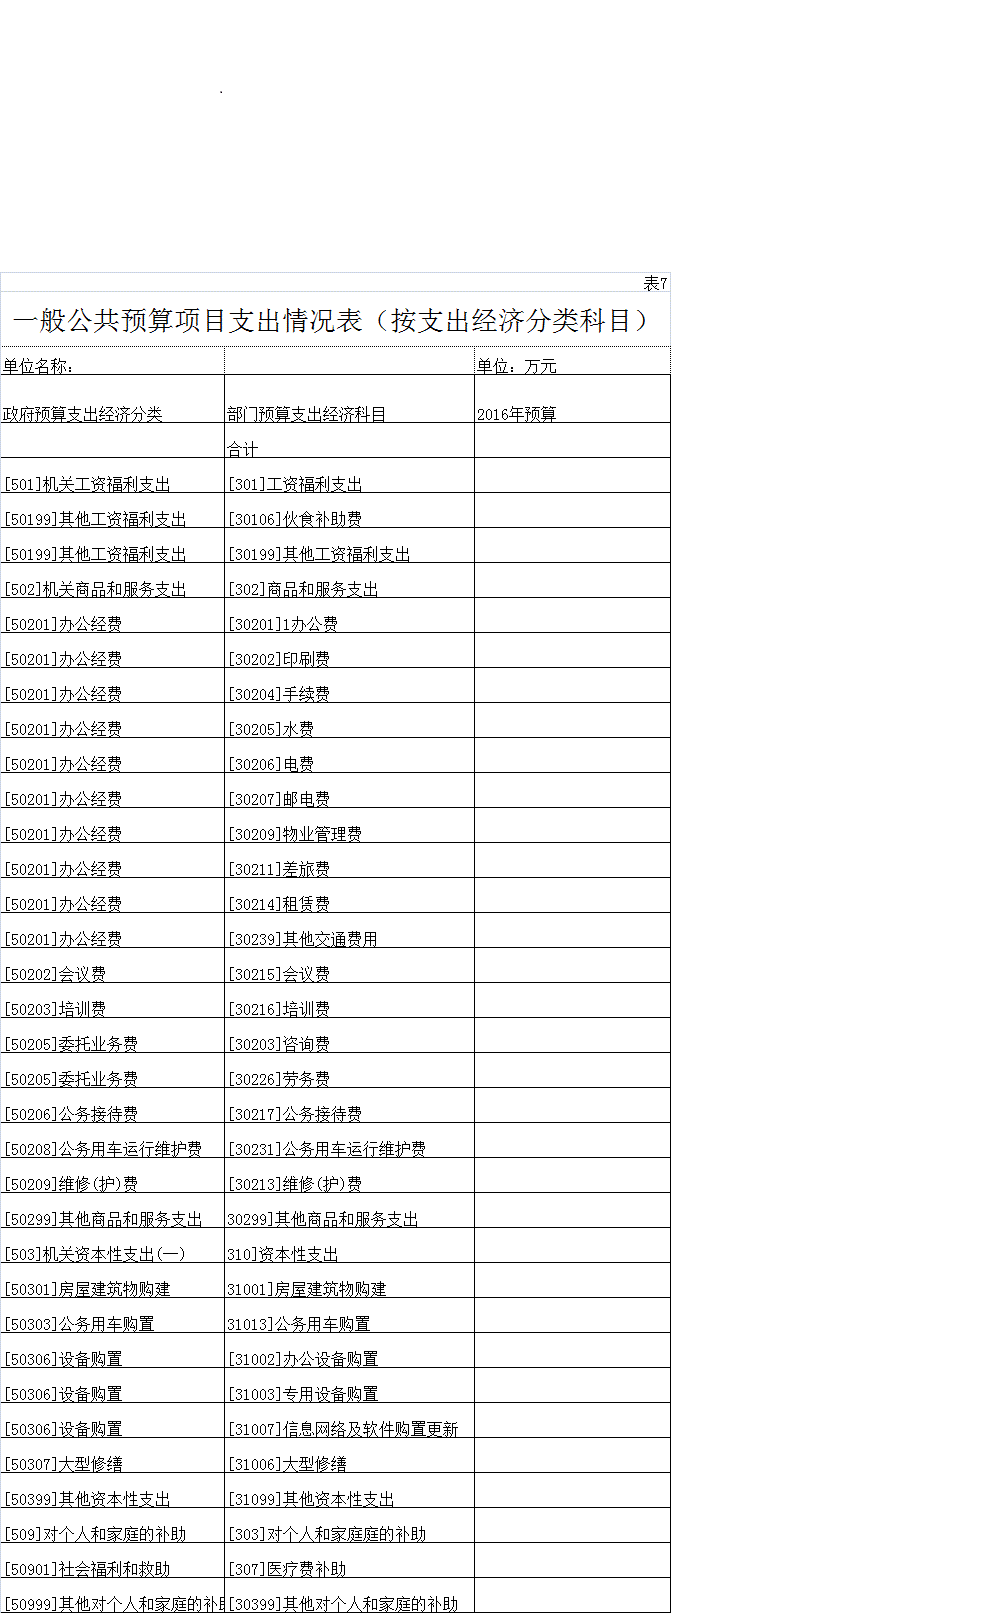 表7
一般公共预算项目支出情况表（按支出经济分类科目）
单位名称： 单位：万元
政府预算支出经济分类 部门预算支出经济科目 2016年预算
合计
[501]机关工资福利支出 [301]工资福利支出
[50199]其他工资福利支出 [30106]伙食补助费
[50199]其他工资福利支出 [30199]其他工资福利支出
[502]机关商品和服务支出 [302]商品和服务支出
[50201]办公经费 [30201]1办公费
[50201]办公经费 [30202]印刷费
[50201]办公经费 [30204]手续费
[50201]办公经费 [30205]水费
[50201]办公经费 [30206]电费
[50201]办公经费 [30207]邮电费
[50201]办公经费 [30209]物业管理费
[50201]办公经费 [30211]差旅费
[50201]办公经费 [30214]租赁费
[50201]办公经费 [30239]其他交通费用
[50202]会议费 [30215]会议费
[50203]培训费 [30216]培训费
[50205]委托业务费 [30203]咨询费
[50205]委托业务费 [30226]劳务费
[50206]公务接待费 [30217]公务接待费
[50208]公务用车运行维护费 [30231]公务用车运行维护费
[50209]维修(护)费 [30213]维修(护)费
[50299]其他商品和服务支出 30299]其他商品和服务支出
[503]机关资本性支出(一) 310]资本性支出
[50301]房屋建筑物购建 31001]房屋建筑物购建
[50303]公务用车购置 31013]公务用车购置
[50306]设备购置 [31002]办公设备购置
[50306]设备购置 [31003]专用设备购置
[50306]设备购置 [31007]信息网络及软件购置更新
[50307]大型修缮 [31006]大型修缮
[50399]其他资本性支出 [31099]其他资本性支出
[509]对个人和家庭的补助 [303]对个人和家庭庭的补助
[50901]社会福利和救助 [307]医疗费补助
[50999]其他对个人和家庭的补 [30399]其他对个人和家庭的补助